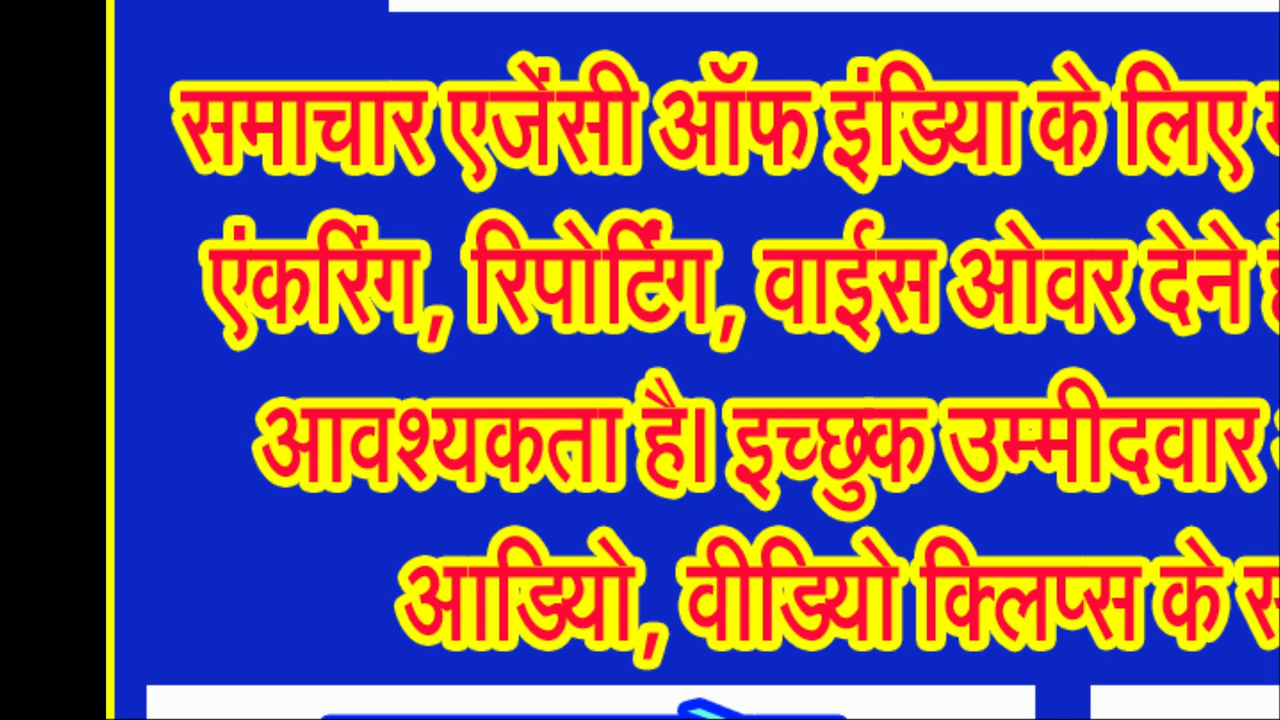 समाचार एजेंसी ऑफ इंडिया के लिए
एंकरिंग, रिपोर्टिंग, वाईस ओवर देने
आवश्यकता है। इच्छुक उम्मीदवार
आडियो, वीडियो क्लिप्स के